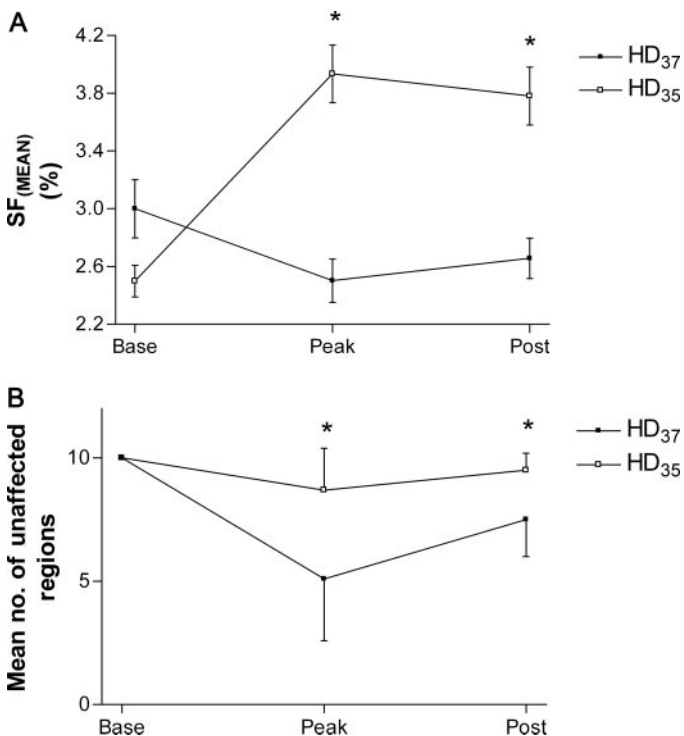 A
*
*
4.2
3.8
3.4
3.0
2.6
2.2
SF(MEAN)
(%)
Base Peak Post
HD37
HD35
B
*
*
10
5
0
Mean no. of unaffected
regions
Base Peak Post
HD37
HD35